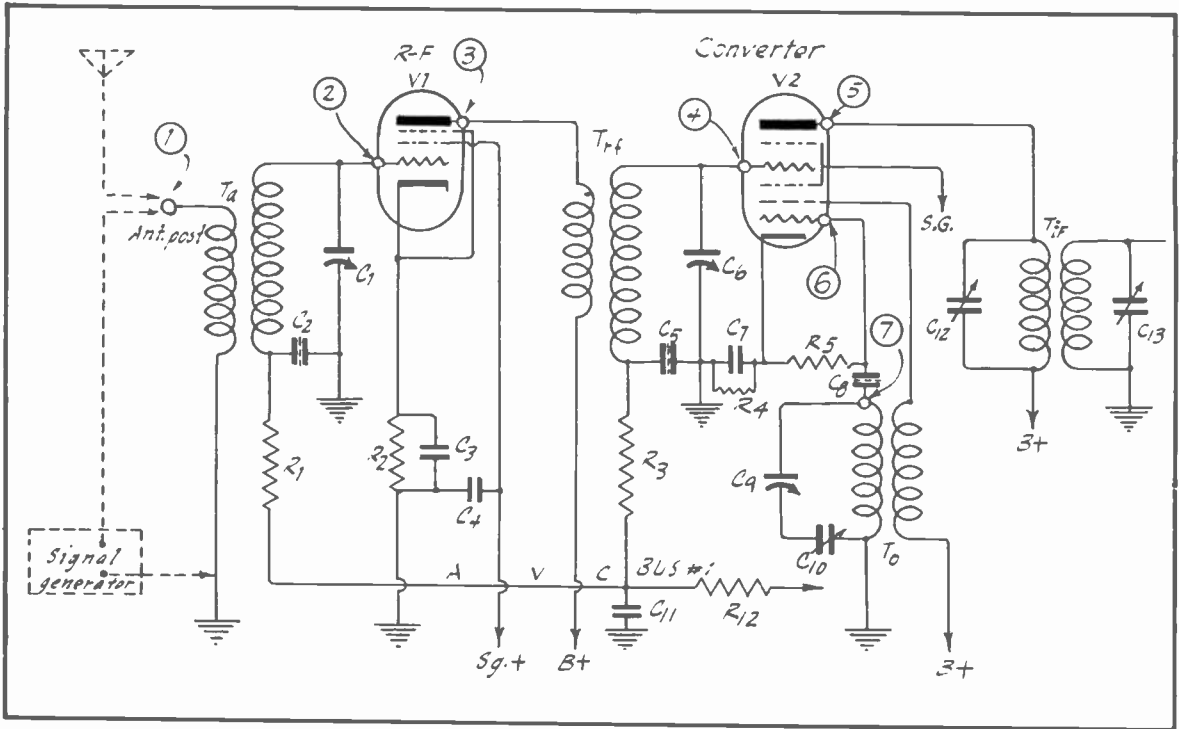 R-F
V1
3
Converter
V2
5
2
4
1
Ta
Trf
Ant. post
C1
C6
S.G.
TiF
6
C12
C13
C2
C5
C7
R5
7
C8
R4
3+
R1
R2
C3
R3
C9
C4
To
C10
Signal
generator
A V C BUS #1
R12
C11
Sg.+
B+
3+